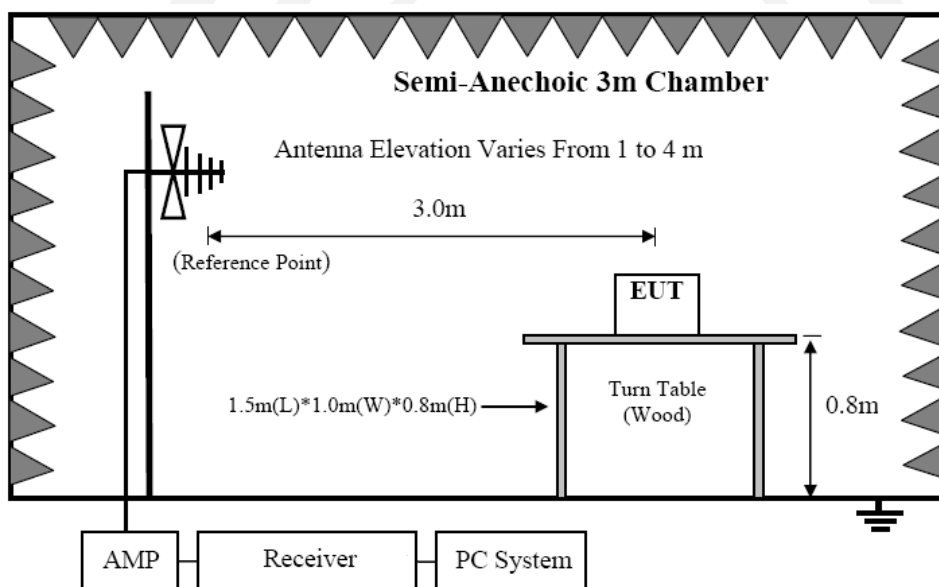 Semi-Anechoic 3m Chamber
Antenna Elevation Varies From 1 to 4 m
3.0m
(Reference Point)
EUT
1.5m(L)*1.0m(W)*0.8m(H)
Turn Table
(Wood)
0.8m
AMP
Receiver
PC System